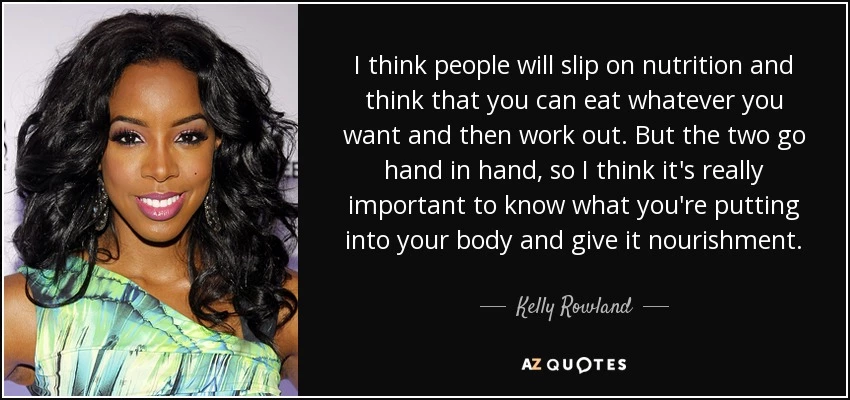 I think people will slip on nutrition and
think that you can eat whatever you
want and then work out. But the two go
hand in hand, so I think it's really
important to know what you're putting
into your body and give it nourishment.
Kelly Rowland
AZ QUOTES